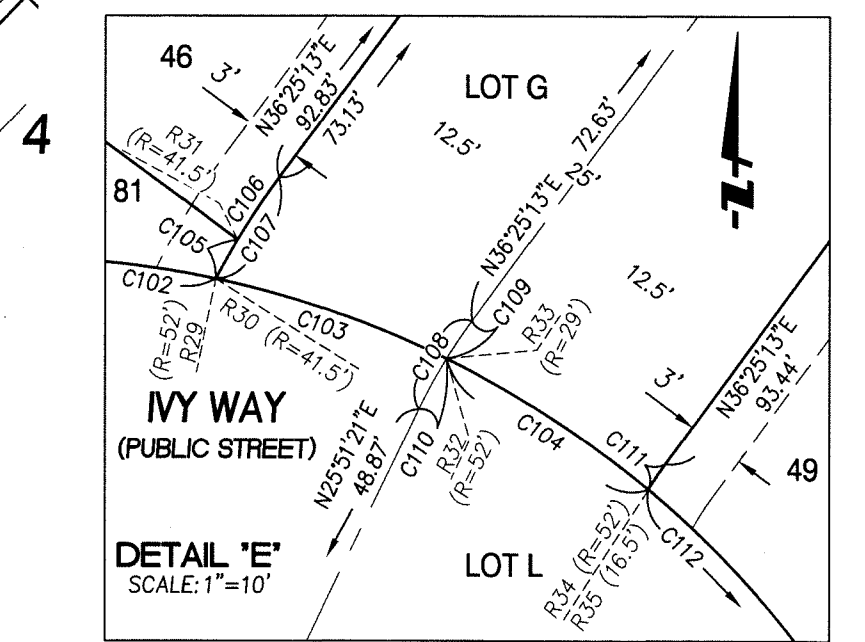 46
3'
N36°25'13"E
92.83'
73.13'
LOT G
12.5'
72.63'
N36°25'13"E
25'
4
R31
(R=41.5')
81
C106
C105
C107
C102
R30 (R=41.5')
C103
(R=52')
R29
C109
C108
R33
(R=29')
12.5'
IVY WAY
(PUBLIC STREET)
N25°51'21"E
48.87'
C110
R32
(R=52')
C104
3'
C111
N36°25'13"E
93.44'
49
C112
R34 (R=52')
R35 (16.5')
LOT L
DETAIL "E"
SCALE: 1"=10'
N